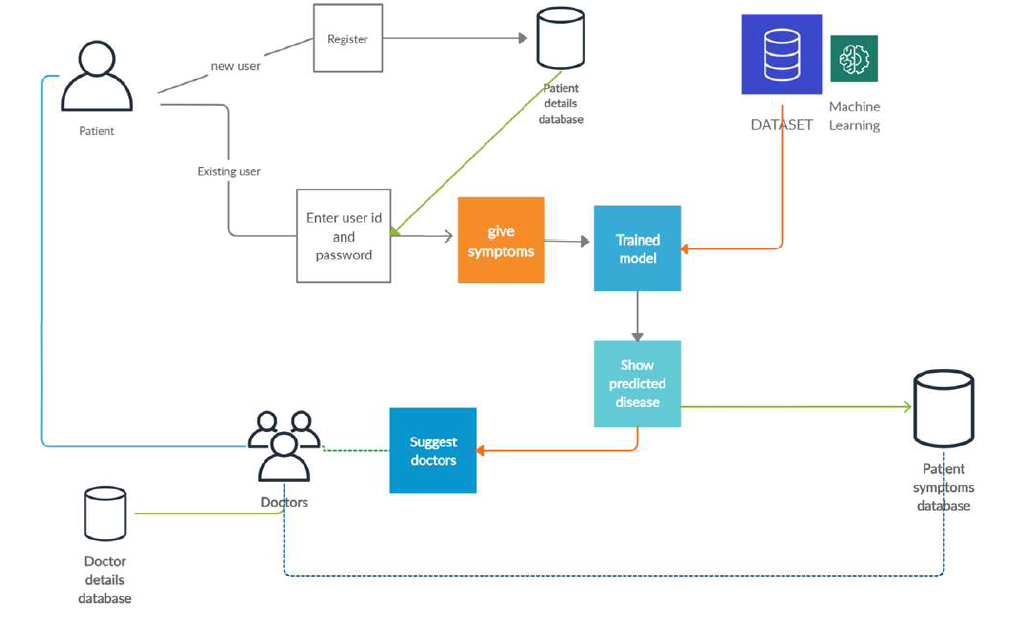 Register
new user
Patient
Patient
details
database
DATASET
Machine
Learning
Existing user
Enter user id
and
password
give
symptoms
Trained
model
Show
predicted
disease
Suggest
doctors
Doctors
Patient
symptoms
database
Doctor
details
database